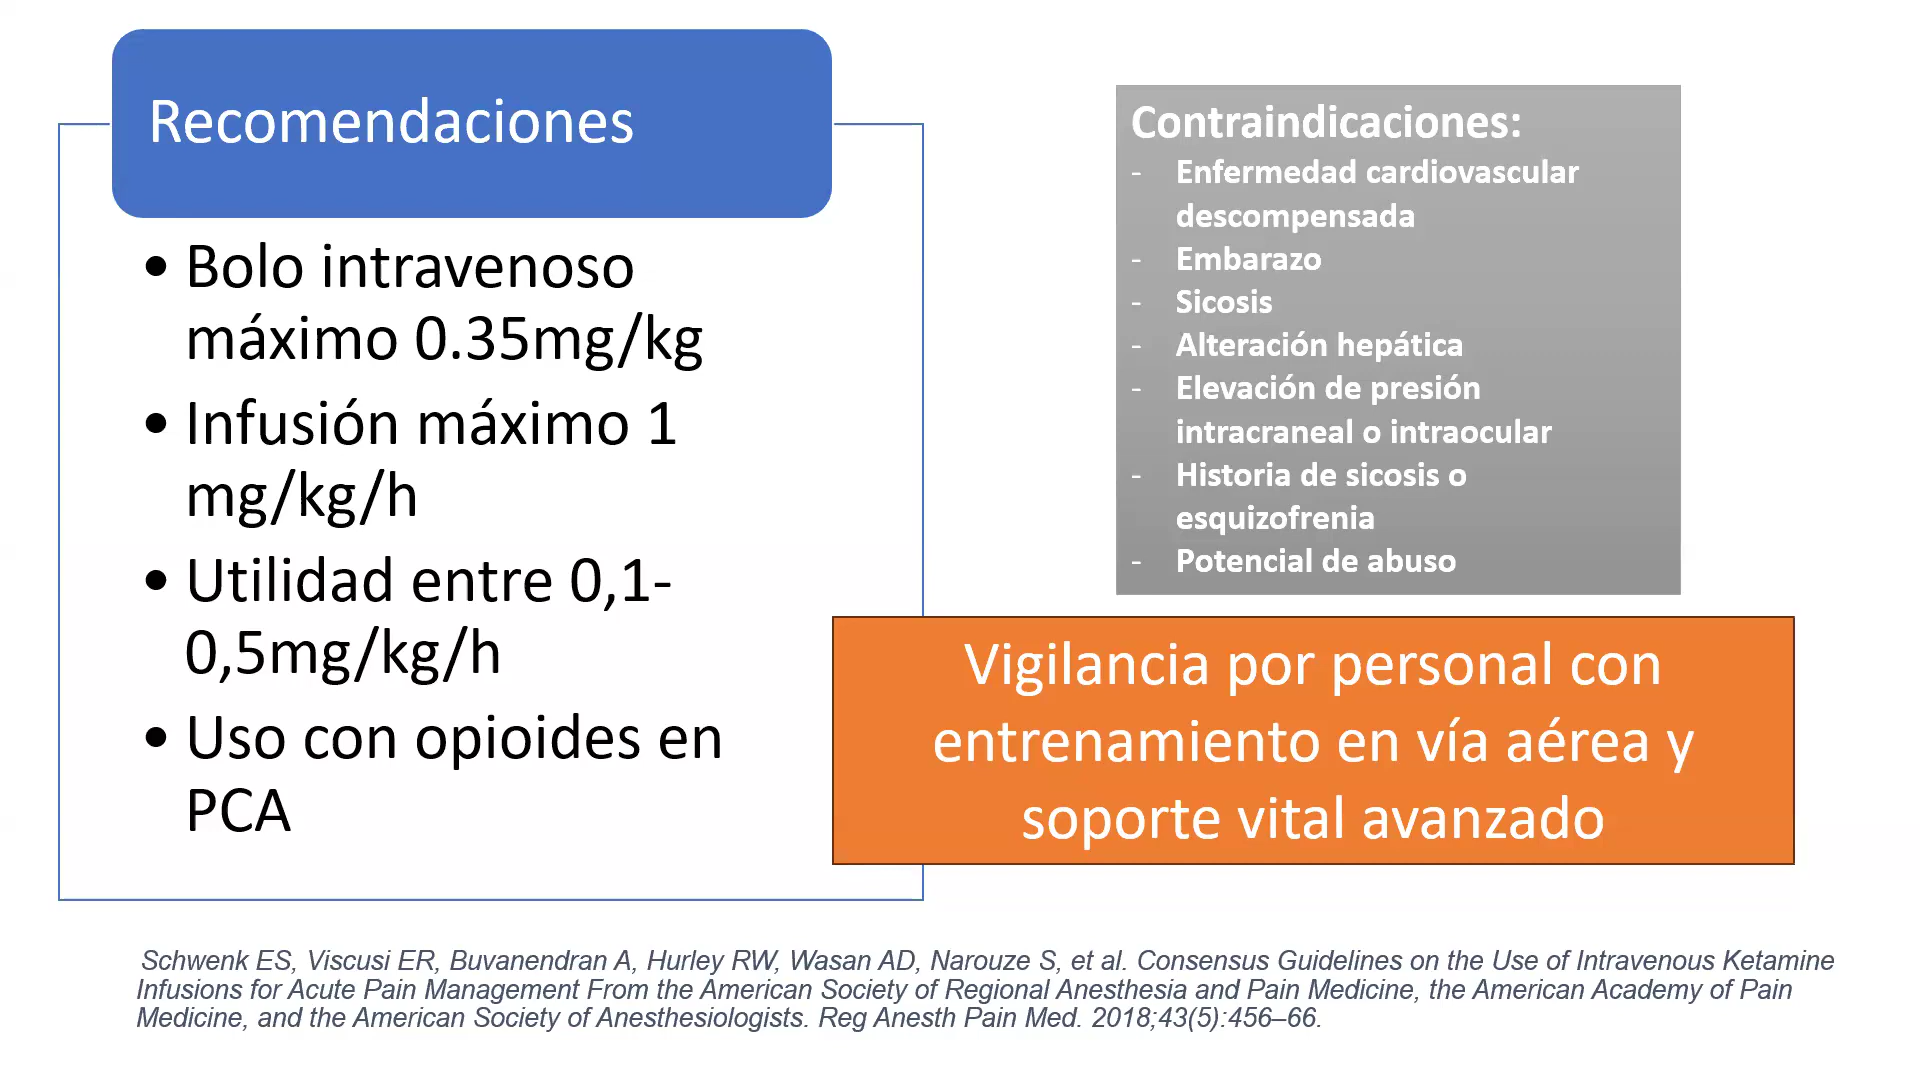 Recomendaciones
• Bolo intravenoso
máximo 0.35mg/kg
• Infusión máximo 1
mg/kg/h
• Utilidad entre 0,1-
0,5mg/kg/h
• Uso con opioides en
PCA
Contraindicaciones:
- Enfermedad cardiovascular
descompensada
- Embarazo
- Sicosis
- Alteración hepática
- Elevación de presión
intracraneal o intraocular
- Historia de sicosis o
esquizofrenia
- Potencial de abuso
Vigilancia por personal con
entrenamiento en vía aérea y
soporte vital avanzado
Schwenk ES, Viscusi ER, Buvanendran A, Hurley RW, Wasan AD, Narouze S, et al. Consensus Guidelines on the Use of Intravenous Ketamine
Infusions for Acute Pain Management From the American Society of Regional Anesthesia and Pain Medicine, the American Academy of Pain
Medicine, and the American Society of Anesthesiologists. Reg Anesth Pain Med. 2018;43(5):456–66.